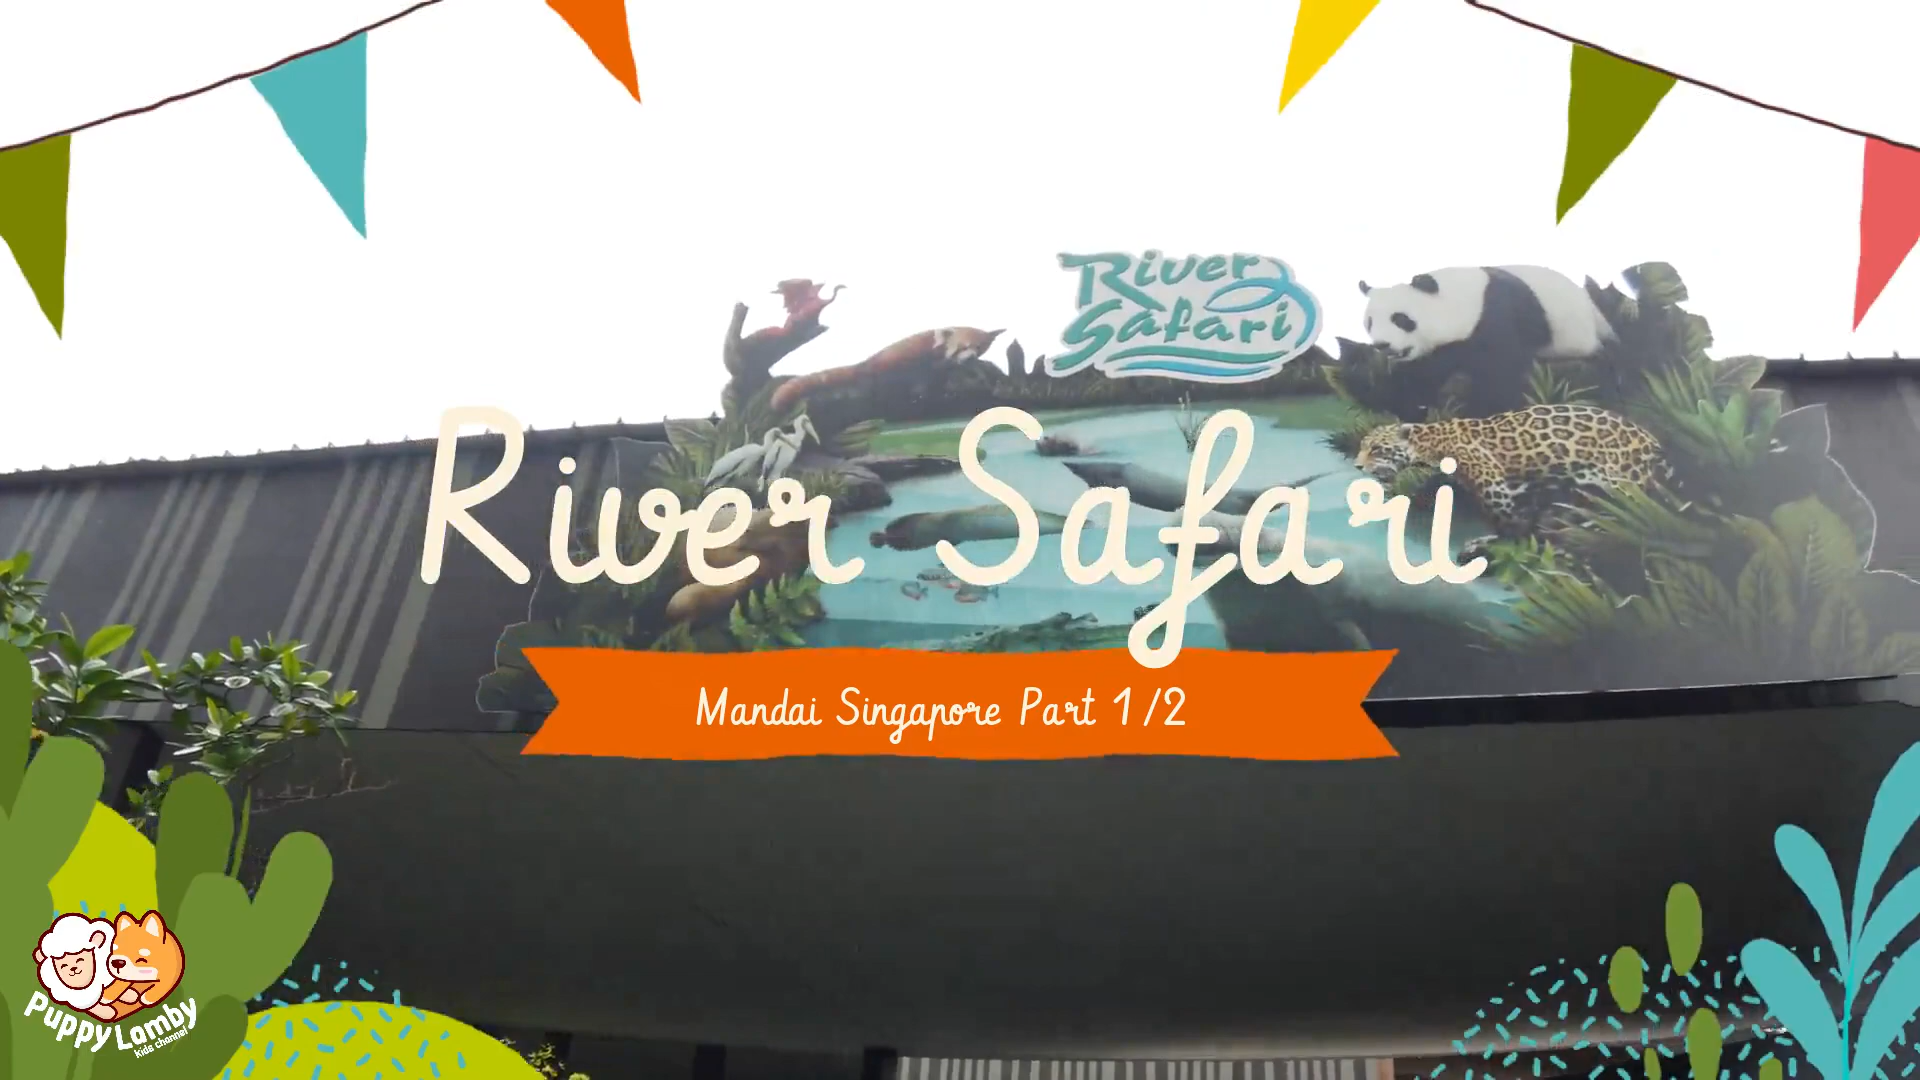 River
Safari
River Safari
Mandai Singapore Part 1/2
Puppy Lamby
kids channel